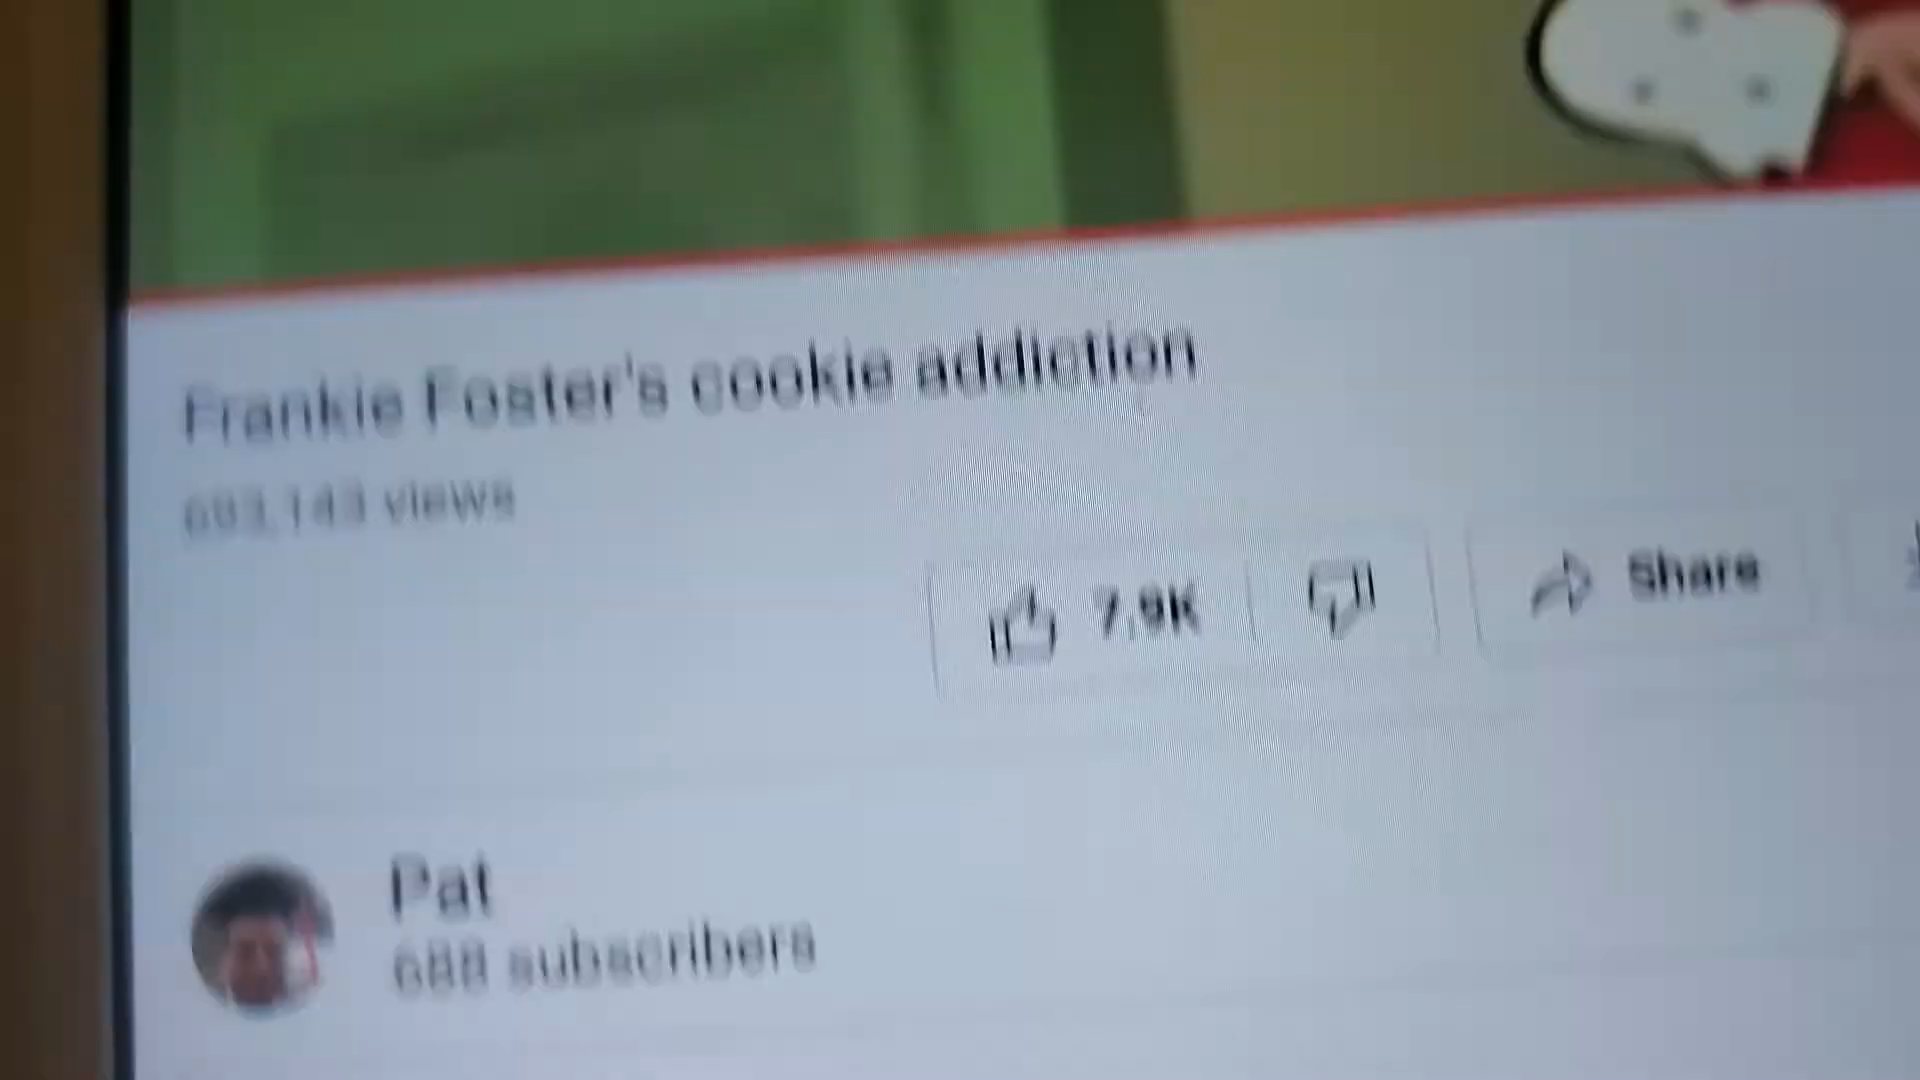 Frankie Foster's cookie addiction
693,143 views
7.9K
Share
Pat
688 subscribers